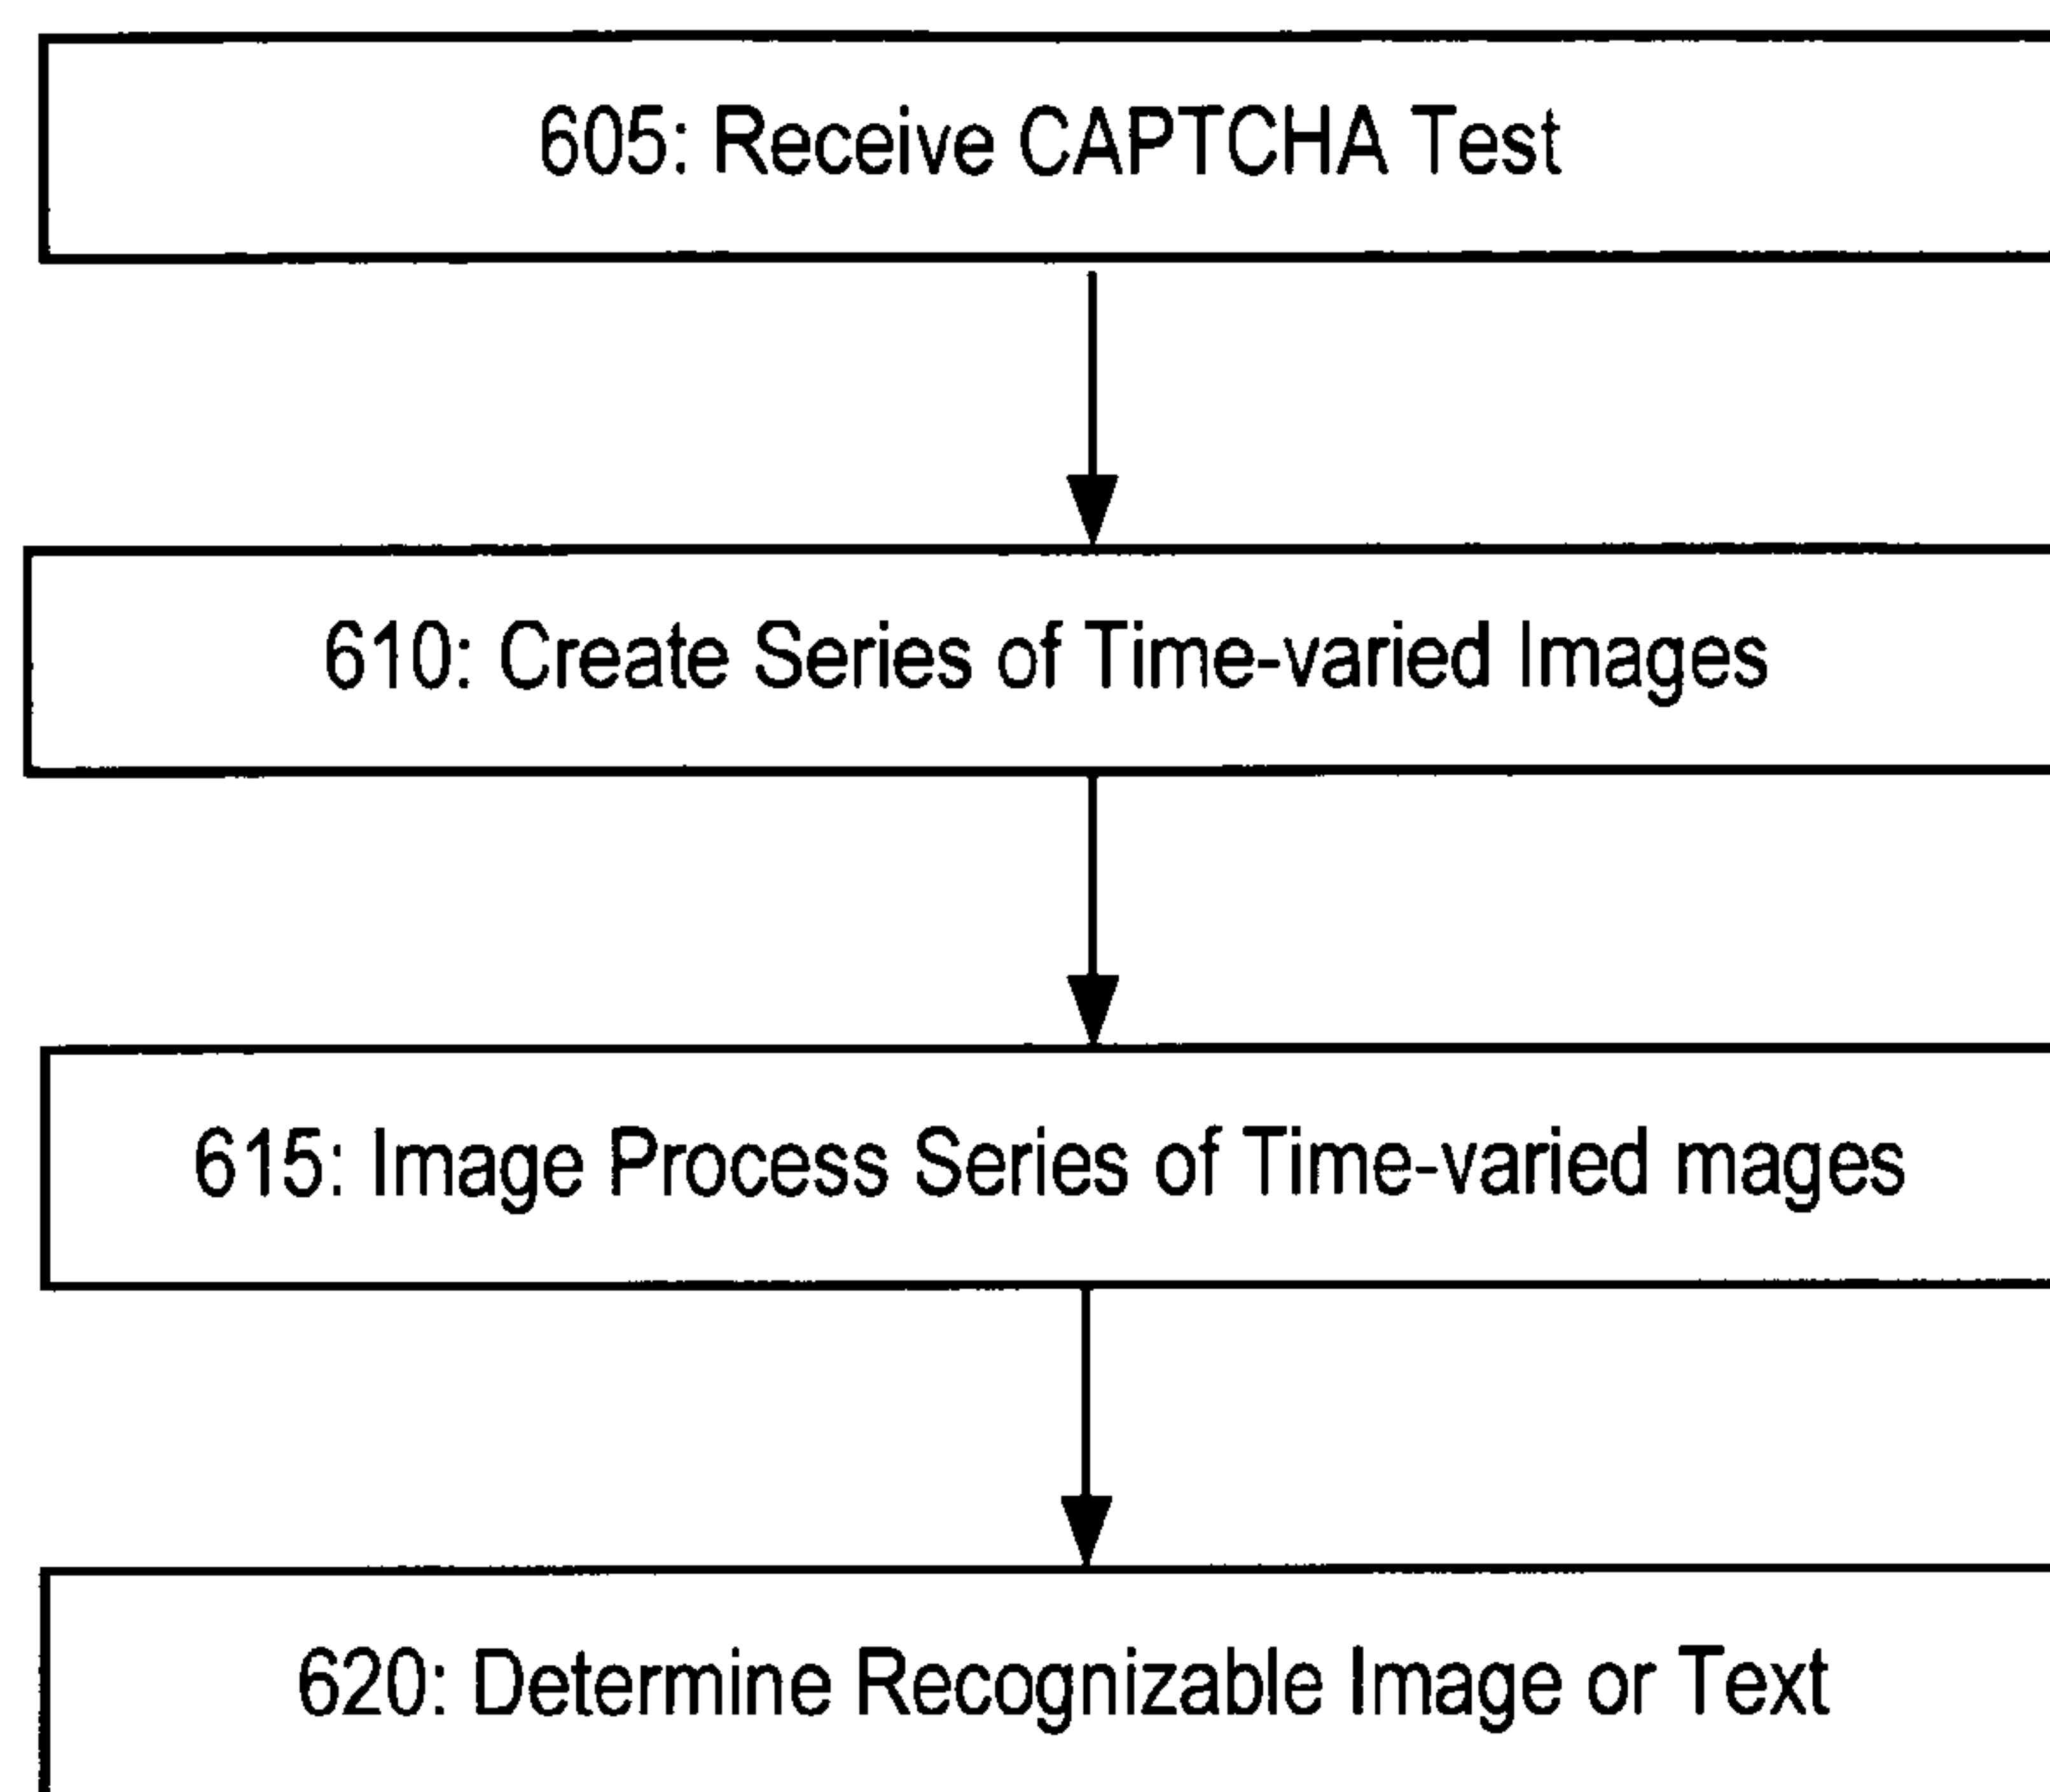 605: Receive CAPTCHA Test
610: Create Series of Time-varied Images
615: Image Process Series of Time-varied mages
620: Determine Recognizable Image or Text